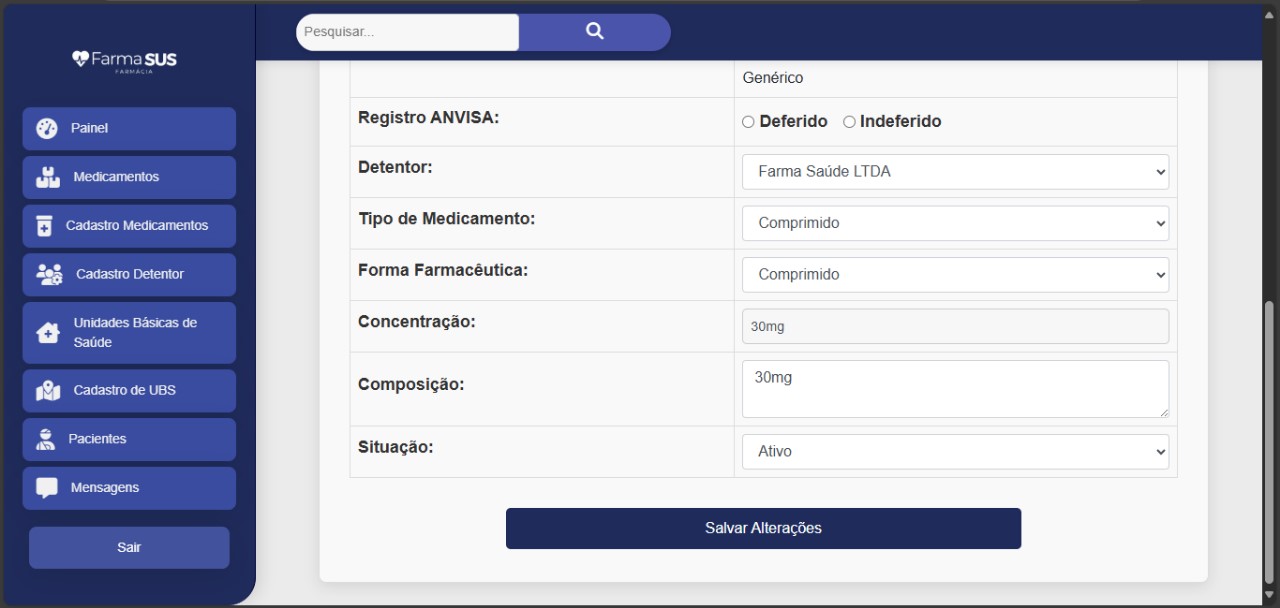 Farma SUS
FARMÁCIA
Painel
Medicamentos
Cadastro Medicamentos
Cadastro Detentor
Unidades Básicas de
Saúde
Cadastro de UBS
Pacientes
Mensagens
Sair
Pesquisar...
Genérico
Registro ANVISA:
Deferido Indeferido
Detentor:
Farma Saúde LTDA
Tipo de Medicamento:
Comprimido
Forma Farmacêutica:
Comprimido
Concentração:
30mg
Composição:
30mg
Situação:
Ativo
Salvar Alterações